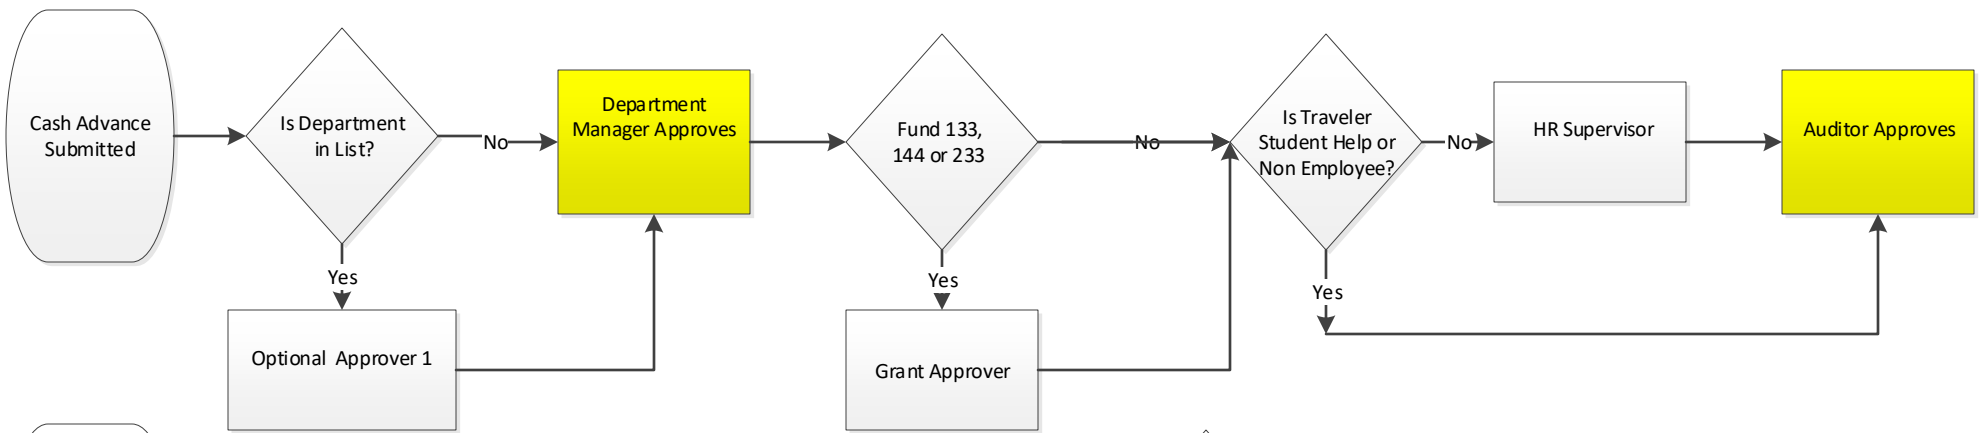 Cash Advance
Submitted
Is Department
in List?
No
Yes
Optional Approver 1
Department
Manager Approves
Fund 133,
144 or 233
No
Yes
Grant Approver
Is Traveler
Student Help or
Non Employee?
No
Yes
HR Supervisor
Auditor Approves